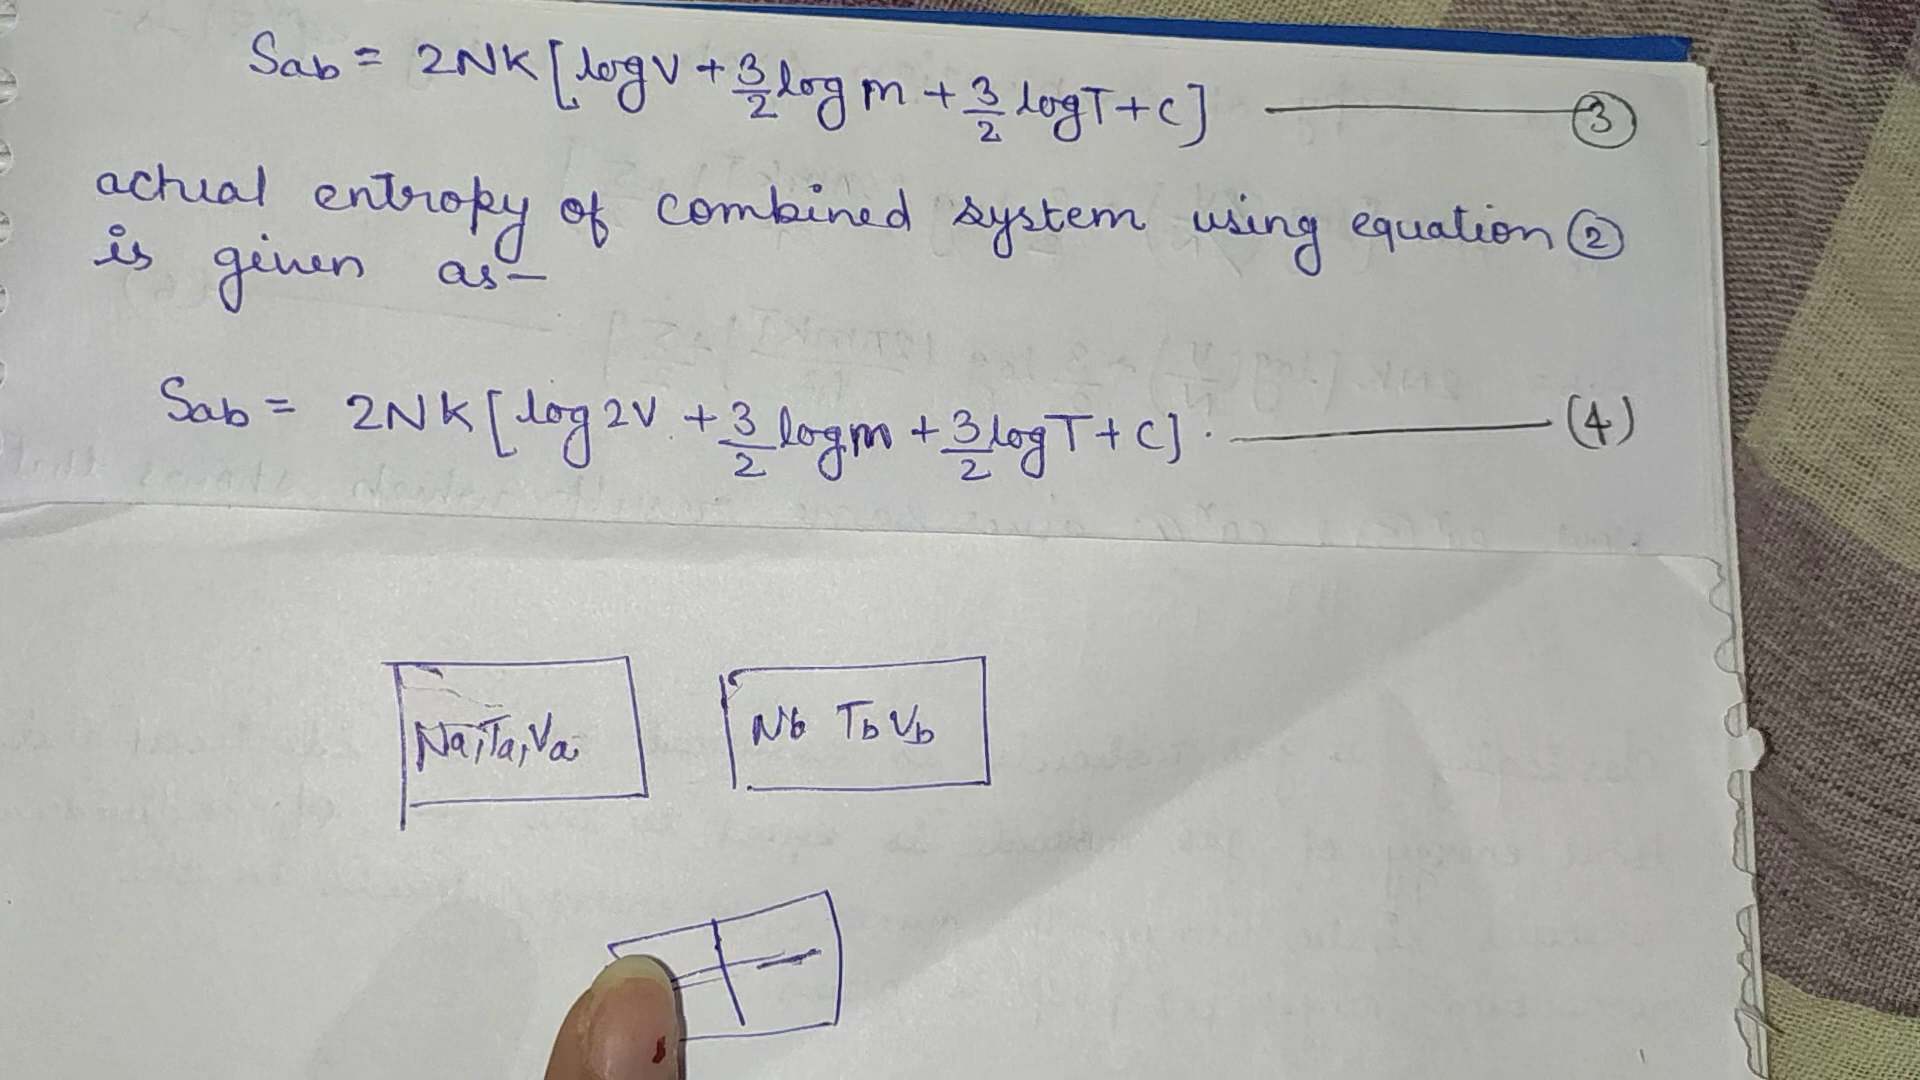 Sab = 2NK [log V + 3/2 log m + 3/2 log T + C] ——— ③
actual entropy of combined system using equation ②
is given as —
Sab = 2NK [log 2V + 3/2 log m + 3/2 log T + C]. ——— (4)
Na, Ta, Va
Nb Tb Vb